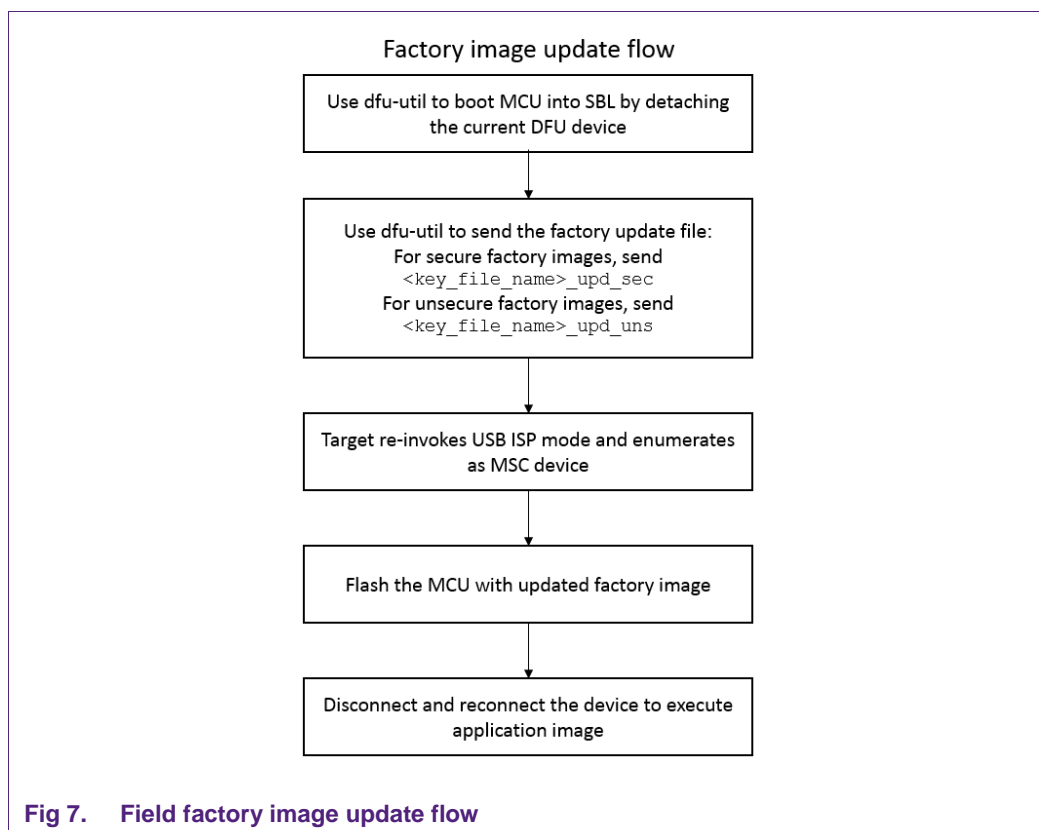 Factory image update flow
Use dfu-util to boot MCU into SBL by detaching
the current DFU device
Use dfu-util to send the factory update file:
For secure factory images, send
<key_file_name>_upd_sec
For unsecure factory images, send
<key_file_name>_upd_uns
Target re-invokes USB ISP mode and enumerates
as MSC device
Flash the MCU with updated factory image
Disconnect and reconnect the device to execute
application image
Fig 7. Field factory image update flow